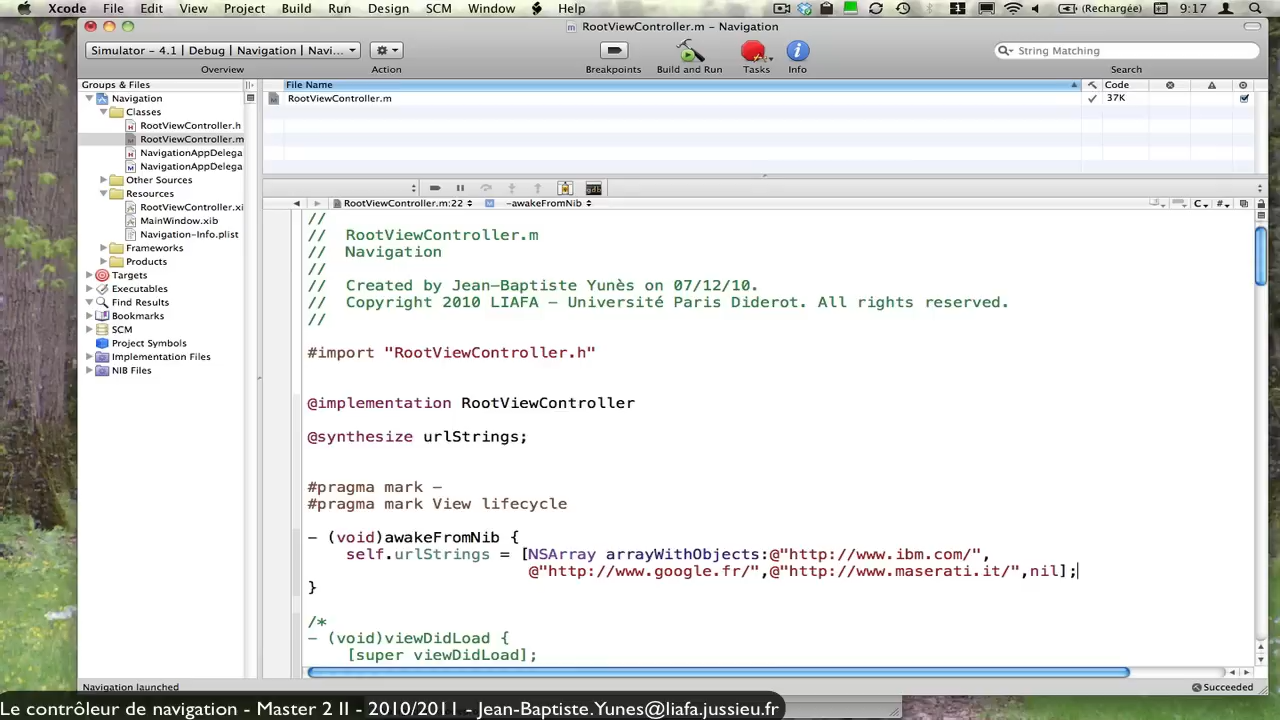 Xcode File Edit View Project Build Run Design SCM Window Help (Rechargée) 9:17
RootViewController.m - Navigation
Simulator - 4.1 | Debug | Navigation | Navi...
String Matching
Overview Action Breakpoints Build and Run Tasks Info Search
Groups & Files
File Name Code
Navigation
RootViewController.m 37K
Classes
RootViewController.h
RootViewController.m
NavigationAppDelega
NavigationAppDelega
Other Sources
Resources
RootViewController.xi
MainWindow.xib
Navigation-Info.plist
Frameworks
Products
Targets
Executables
Find Results
Bookmarks
SCM
Project Symbols
Implementation Files
NIB Files
gdb
RootViewController.m:22 M -awakeFromNib C #
//
// RootViewController.m
// Navigation
//
// Created by Jean-Baptiste Yunès on 07/12/10.
// Copyright 2010 LIAFA - Université Paris Diderot. All rights reserved.
//
#import "RootViewController.h"
@implementation RootViewController
@synthesize urlStrings;
#pragma mark -
#pragma mark View lifecycle
- (void)awakeFromNib {
self.urlStrings = [NSArray arrayWithObjects:@"http://www.ibm.com/",
@"http://www.google.fr/",@"http://www.maserati.it/",nil];
}
/*
- (void)viewDidLoad {
[super viewDidLoad];
Navigation launched Succeeded
Le contrôleur de navigation - Master 2 II - 2010/2011 - Jean-Baptiste.Yunes@liafa.jussieu.fr